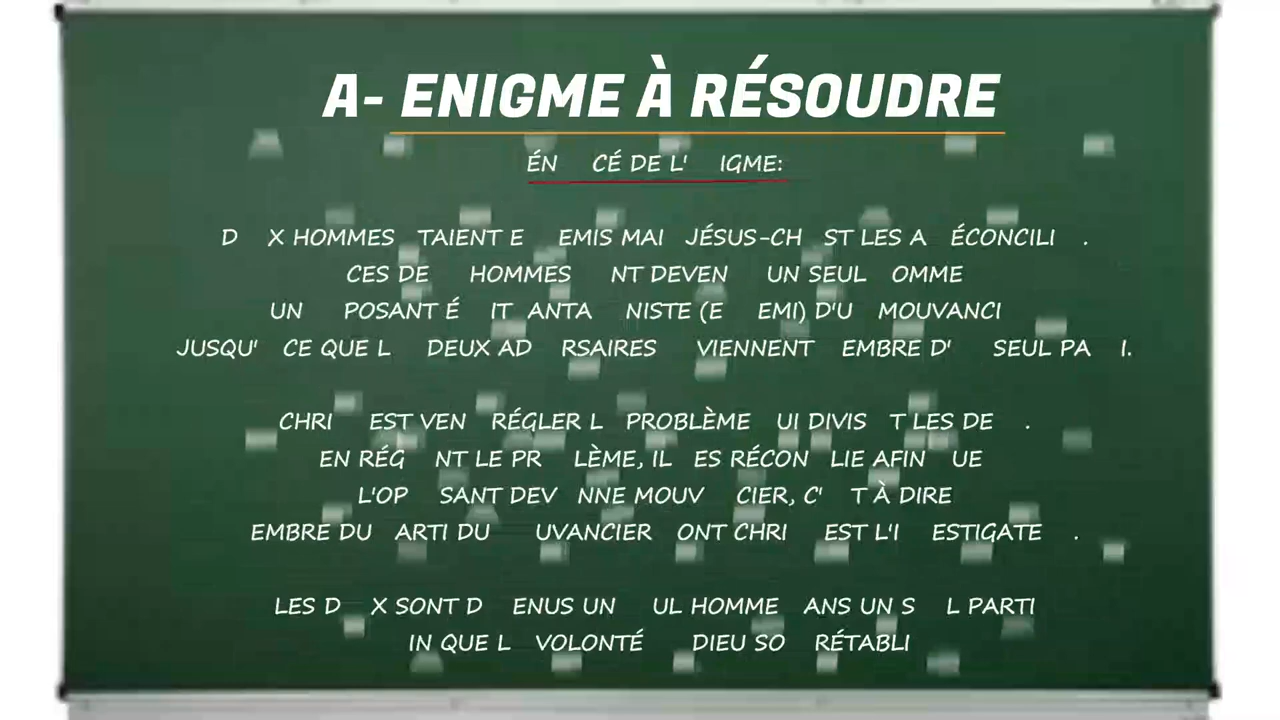 A- ENIGME À RÉSOUDRE
ÉN CÉ DE L' IGME:
D X HOMMES TAIENT E EMIS MAI JÉSUS-CH ST LES A ÉCONCILI .
CES DE HOMMES NT DEVEN UN SEUL OMME
UN POSANT É IT ANTA NISTE (E EMI) D'U MOUVANCI
JUSQU' CE QUE L DEUX AD RSAIRES VIENNENT EMBRE D' SEUL PA I.
CHRI EST VEN RÉGLER L PROBLÈME UI DIVIS T LES DE .
EN RÉG NT LE PR LÈME, IL ES RÉCON LIE AFIN UE
L'OP SANT DEV NNE MOUV CIER, C' T À DIRE
EMBRE DU ARTI DU UVANCIER ONT CHRI EST L'I ESTIGATE .
LES D X SONT D ENUS UN UL HOMME ANS UN S L PARTI
IN QUE L VOLONTÉ DIEU SO RÉTABLI